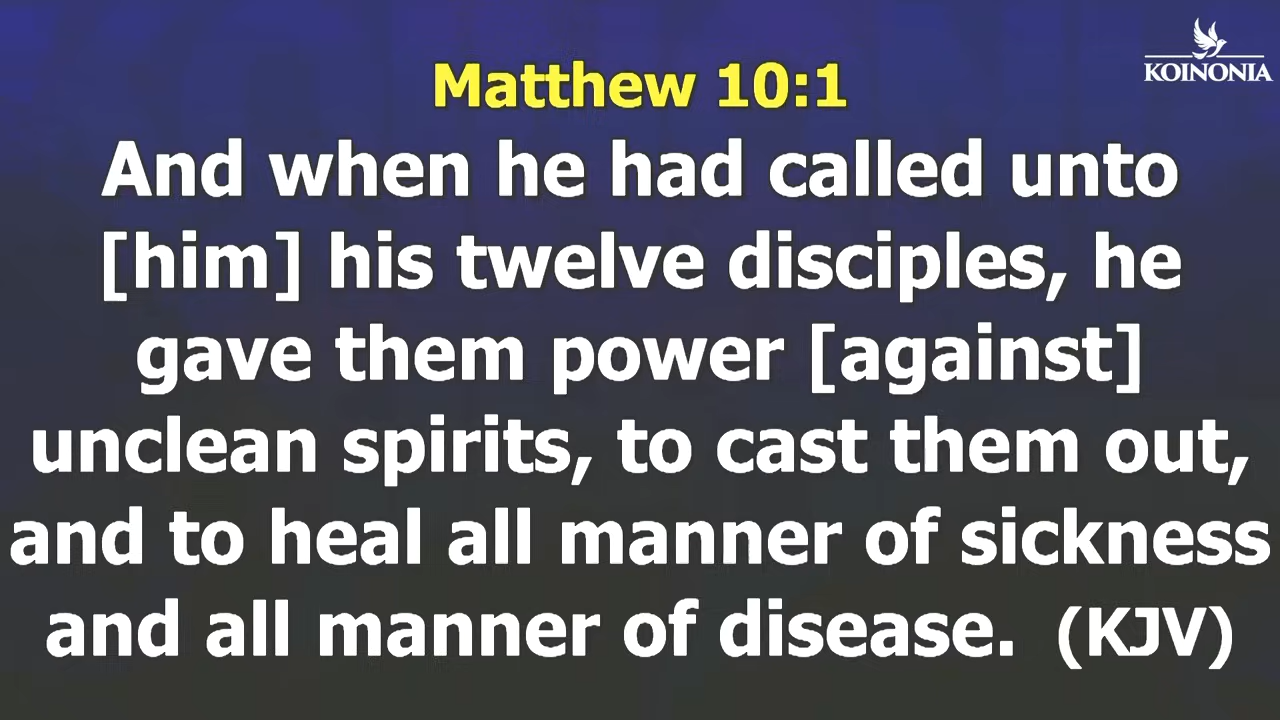 KOINONIA
Matthew 10:1
And when he had called unto
[him] his twelve disciples, he
gave them power [against]
unclean spirits, to cast them out,
and to heal all manner of sickness
and all manner of disease. (KJV)